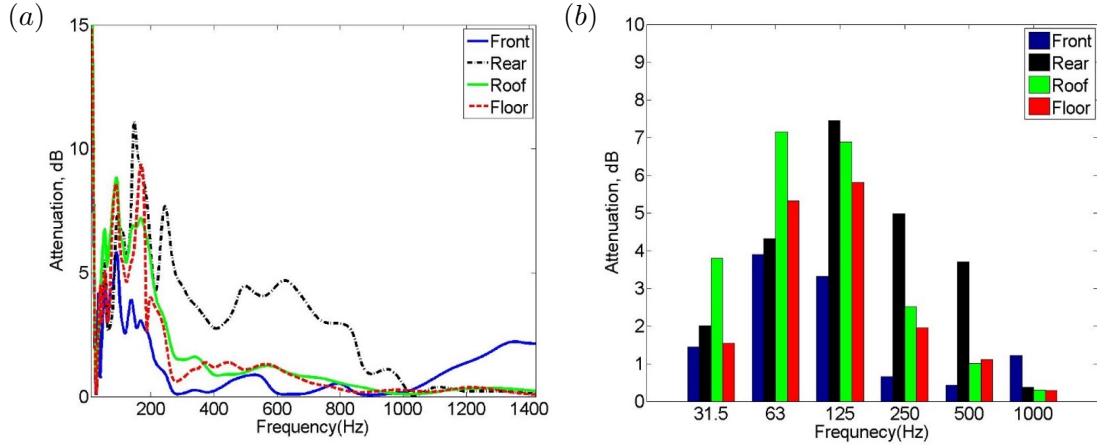 (a)
15
10
5
0
Attenuation, dB
200 400 600 800 1000 1200 1400
Frequency(Hz)
Front
Rear
Roof
Floor
(b)
10
9
8
7
6
5
4
3
2
1
0
Attenuation, dB
31.5 63 125 250 500 1000
Frequnecy(Hz)
Front
Rear
Roof
Floor